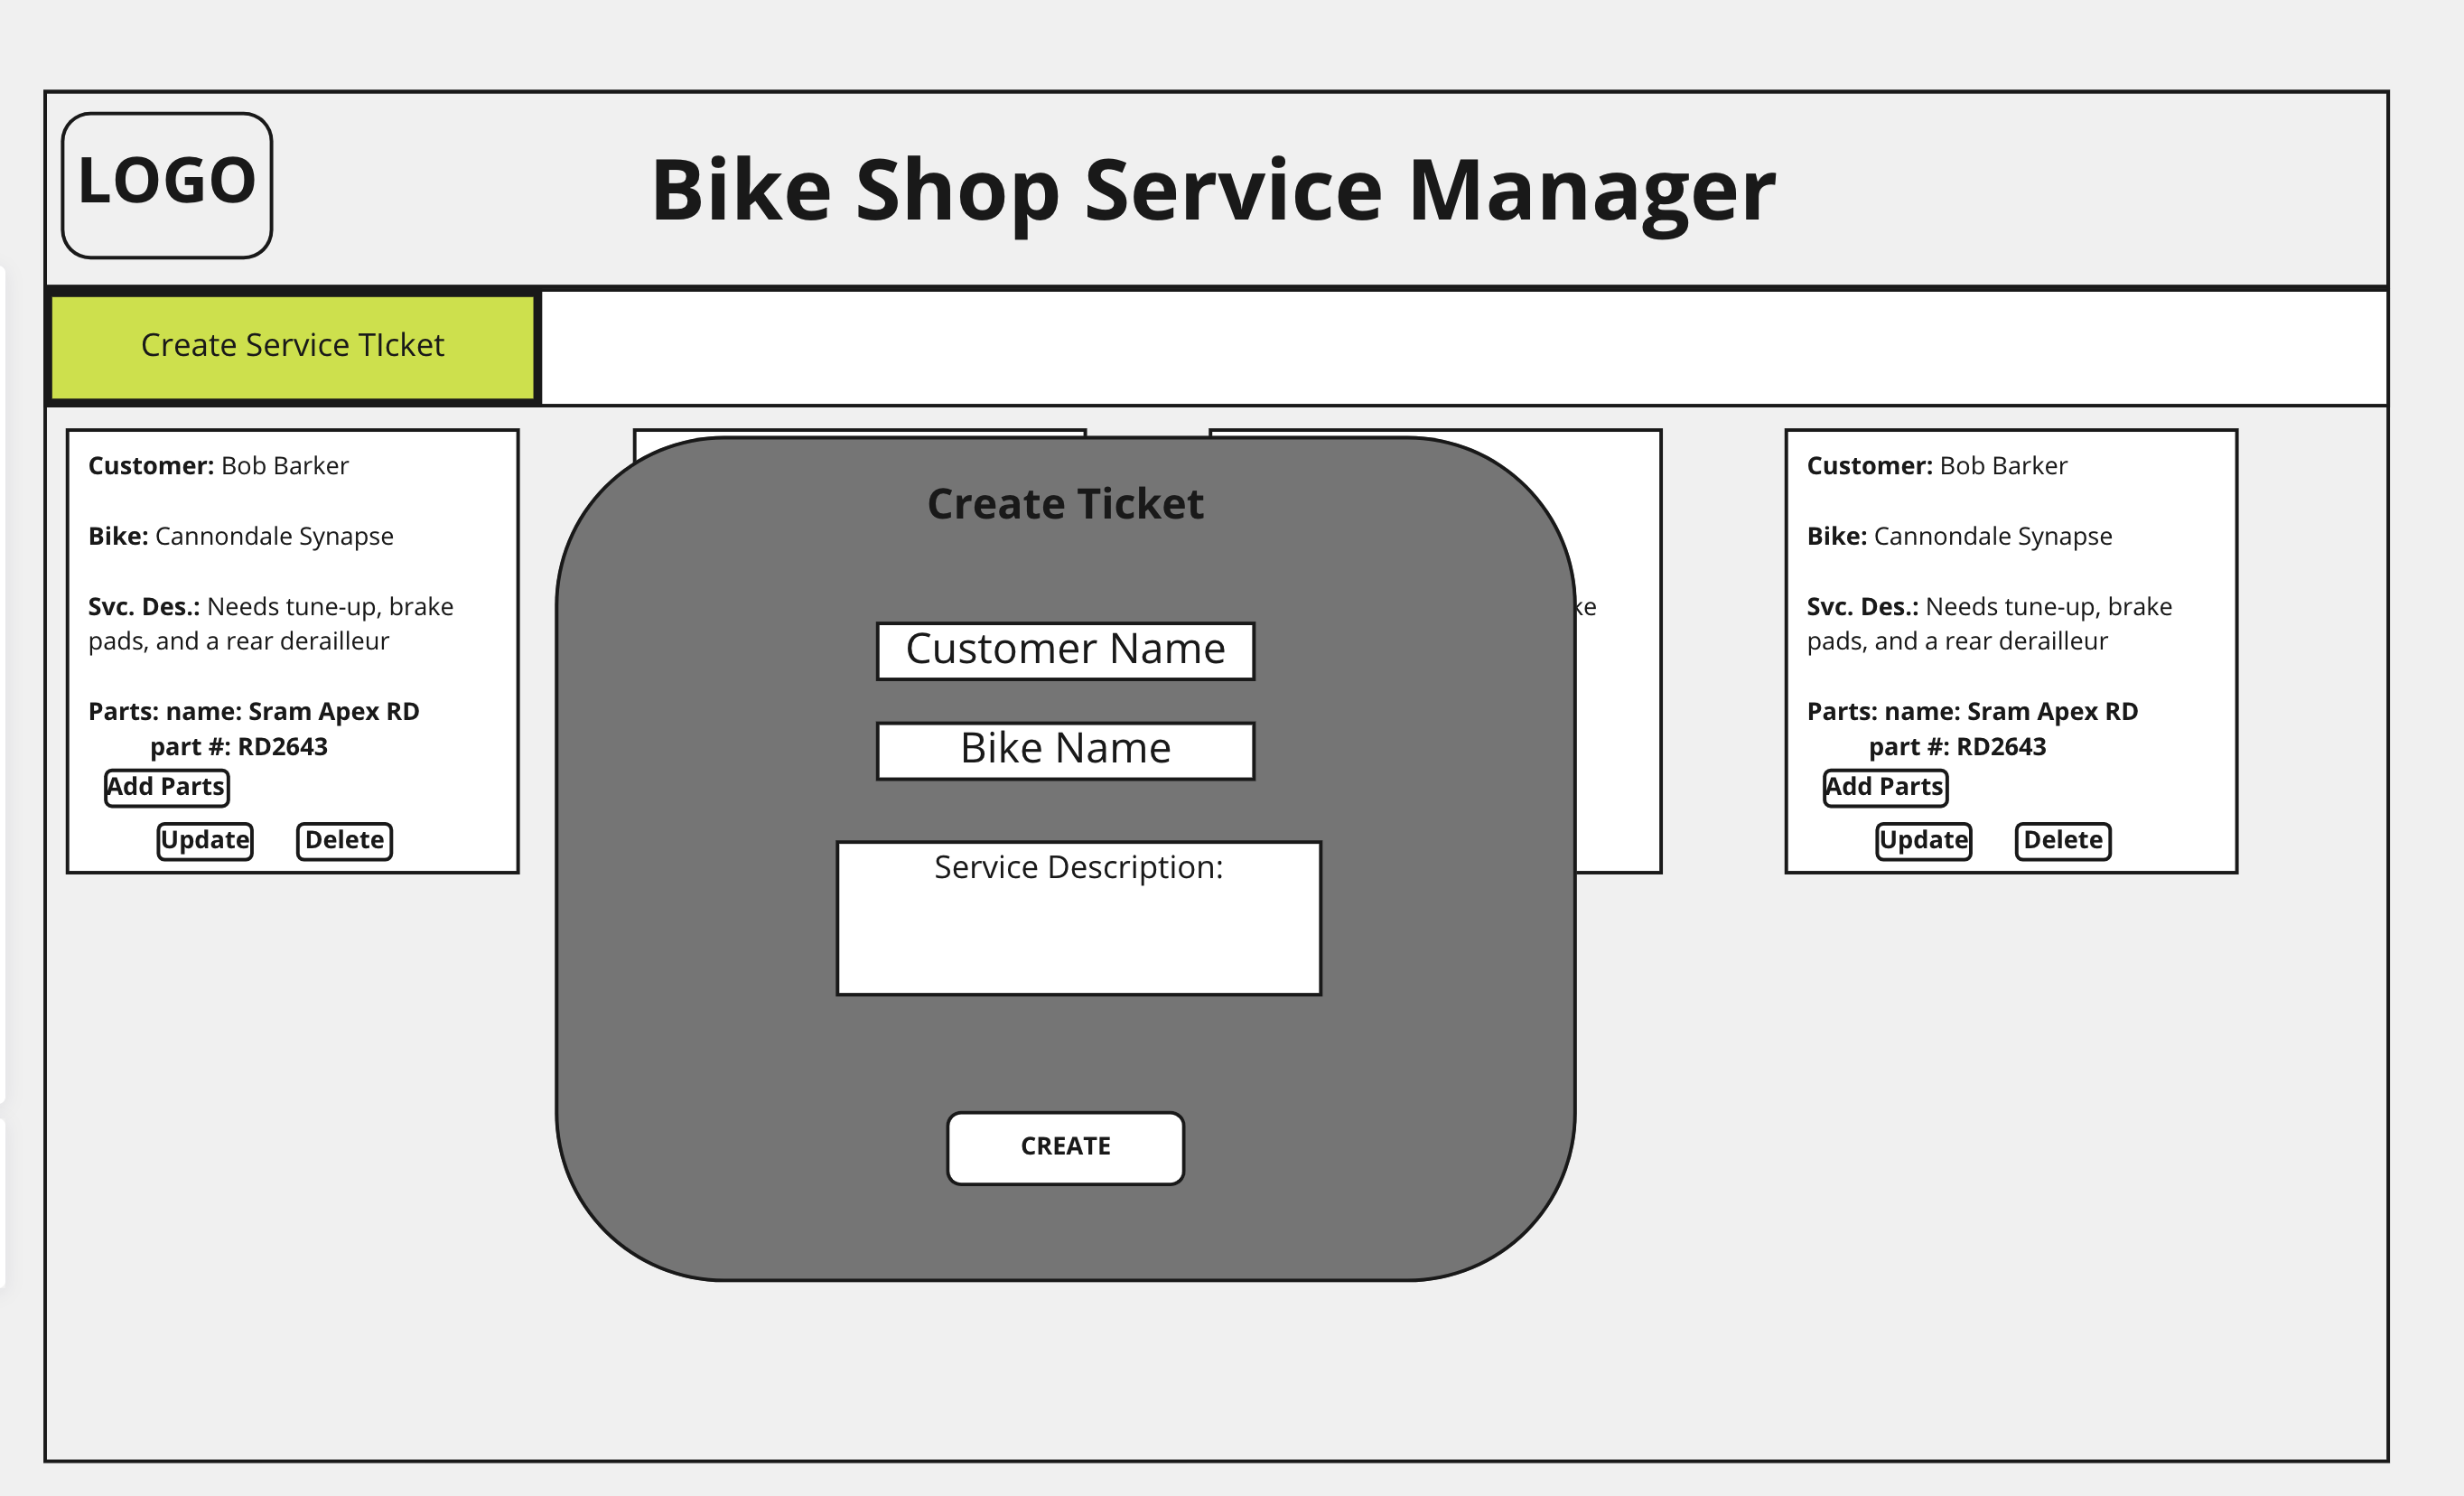 LOGO
Bike Shop Service Manager
Create Service TIcket
Customer: Bob Barker
Bike: Cannondale Synapse
Svc. Des.: Needs tune-up, brake
pads, and a rear derailleur
Parts: name: Sram Apex RD
part #: RD2643
Add Parts
Update
Delete
Create Ticket
Customer Name
Bike Name
Service Description:
CREATE
Customer: Bob Barker
Bike: Cannondale Synapse
Svc. Des.: Needs tune-up, brake
pads, and a rear derailleur
Parts: name: Sram Apex RD
part #: RD2643
Add Parts
Update
Delete